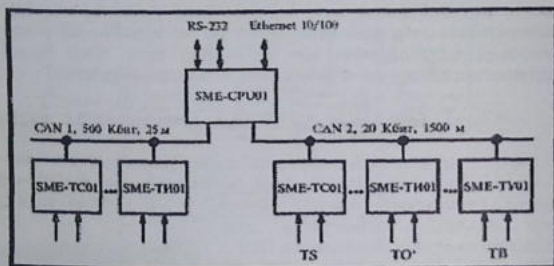 RS-232 Ethernet 10/100
SME-CPU01
CAN 1, 500 Кбит, 25 м
CAN 2, 20 Кбит, 1500 м
SME-TC01 ... SME-TИ01
SME-TC01 ... SME-TИ01 ... SME-TУ01
TS TO' TB